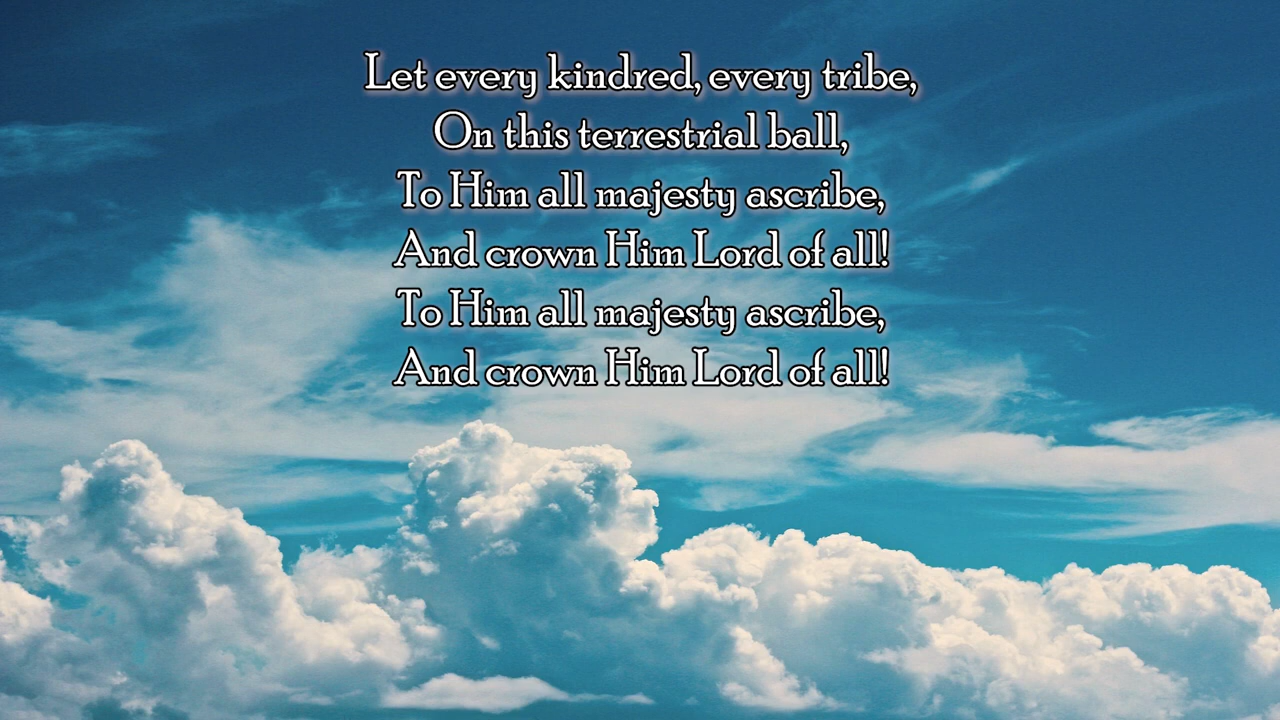 Let every kindred, every tribe,
On this terrestrial ball,
To Him all majesty ascribe,
And crown Him Lord of all!
To Him all majesty ascribe,
And crown Him Lord of all!